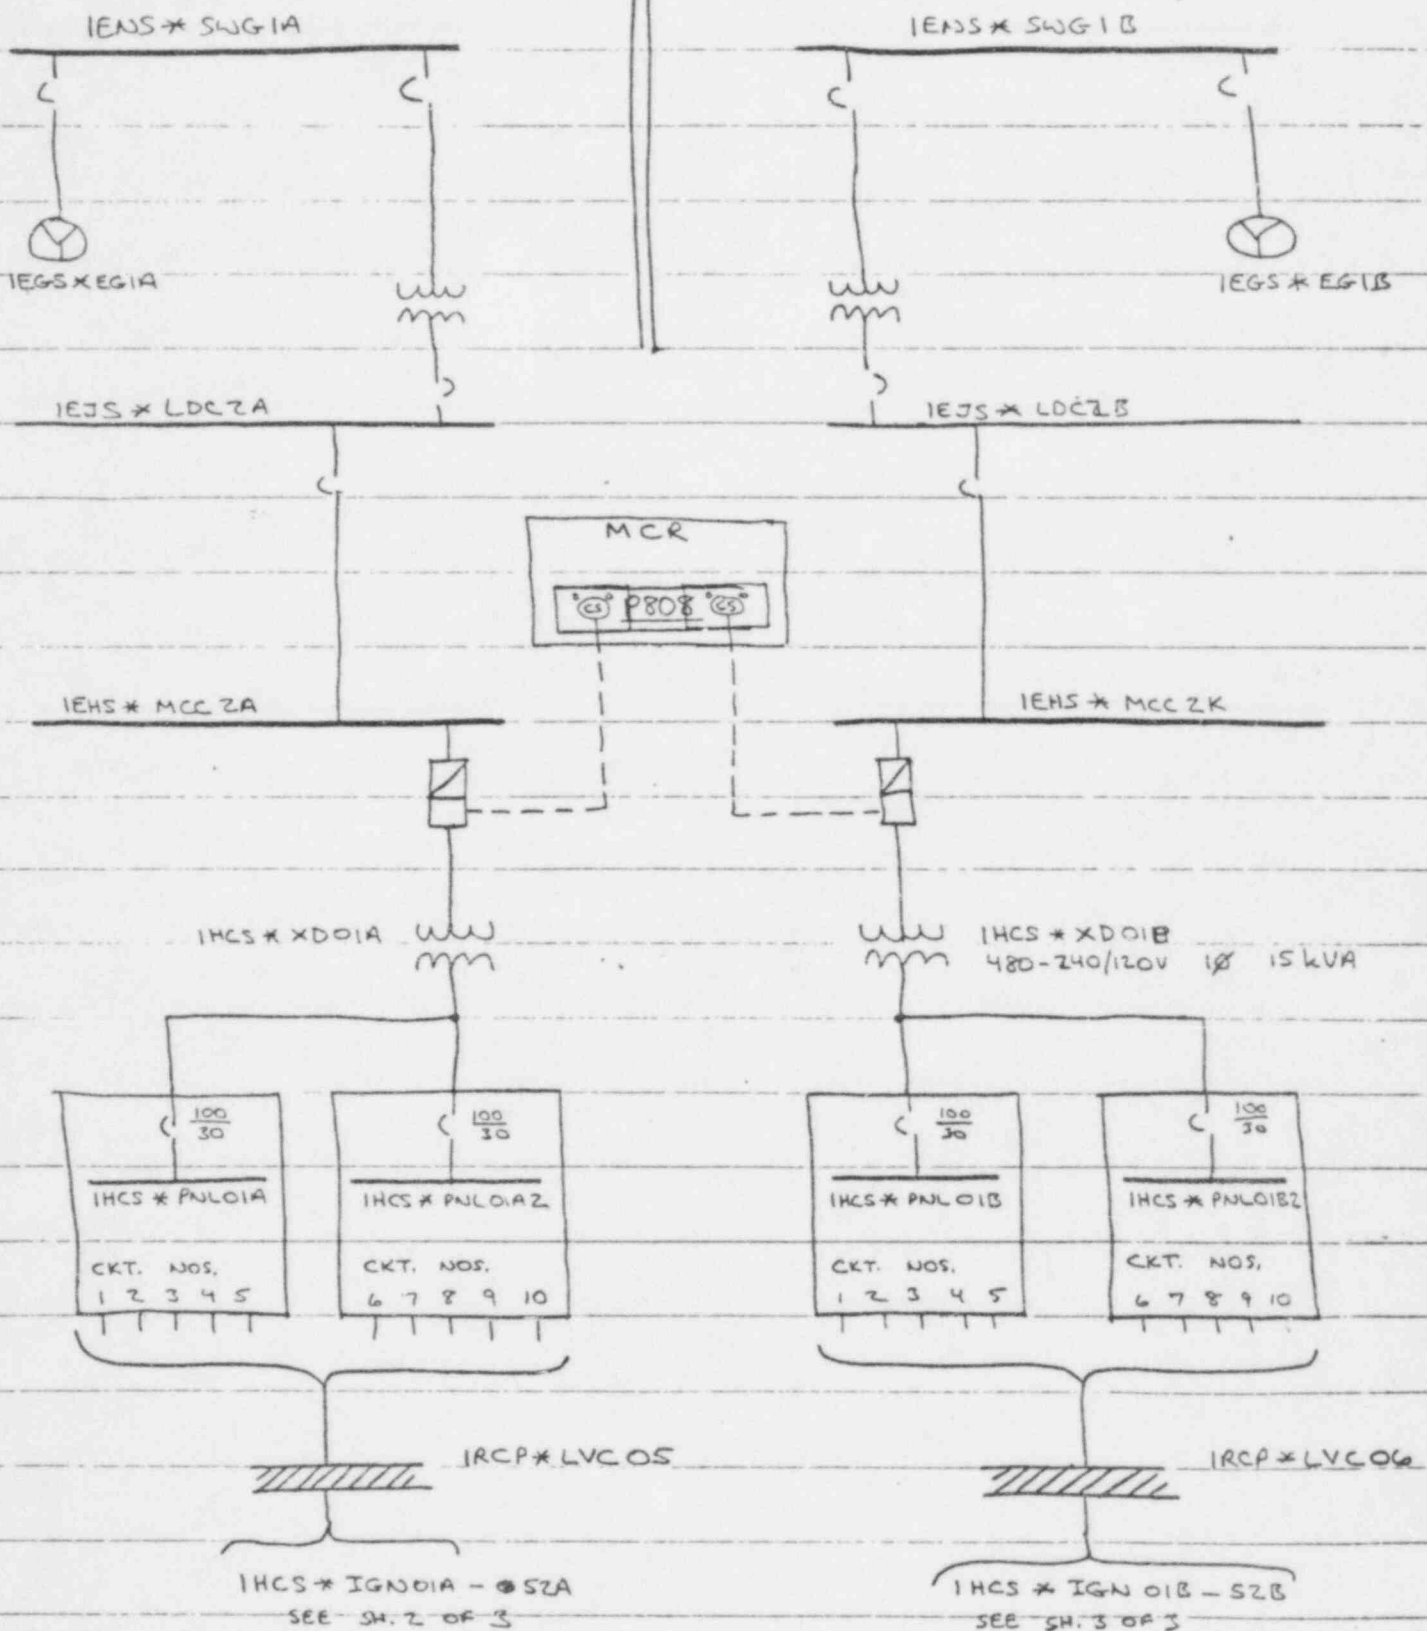 1ENS* SWG1A
1ENS* SWG1B
1EGS*EG1A
1EGS* EG1B
1EJS* LDC2A
1EJS* LDC2B
MCR
CS P808 CS
1EHS* MCC 2A
1EHS* MCC 2K
1HCS* XD01A
1HCS* XD01B
480-240/120V 1Ø 15 kVA
100
30
100
30
100
30
100
30
1HCS* PNL01A
1HCS* PNL01A2
1HCS* PNL01B
1HCS* PNL01B2
CKT. NOS.
1 2 3 4 5
CKT. NOS.
6 7 8 9 10
CKT. NOS.
1 2 3 4 5
CKT. NOS.
6 7 8 9 10
1RCP*LVC05
1RCP*LVC06
1HCS* IGN01A - 52A
SEE SH. 2 OF 3
1HCS* IGN 01B - 52B
SEE SH. 3 OF 3